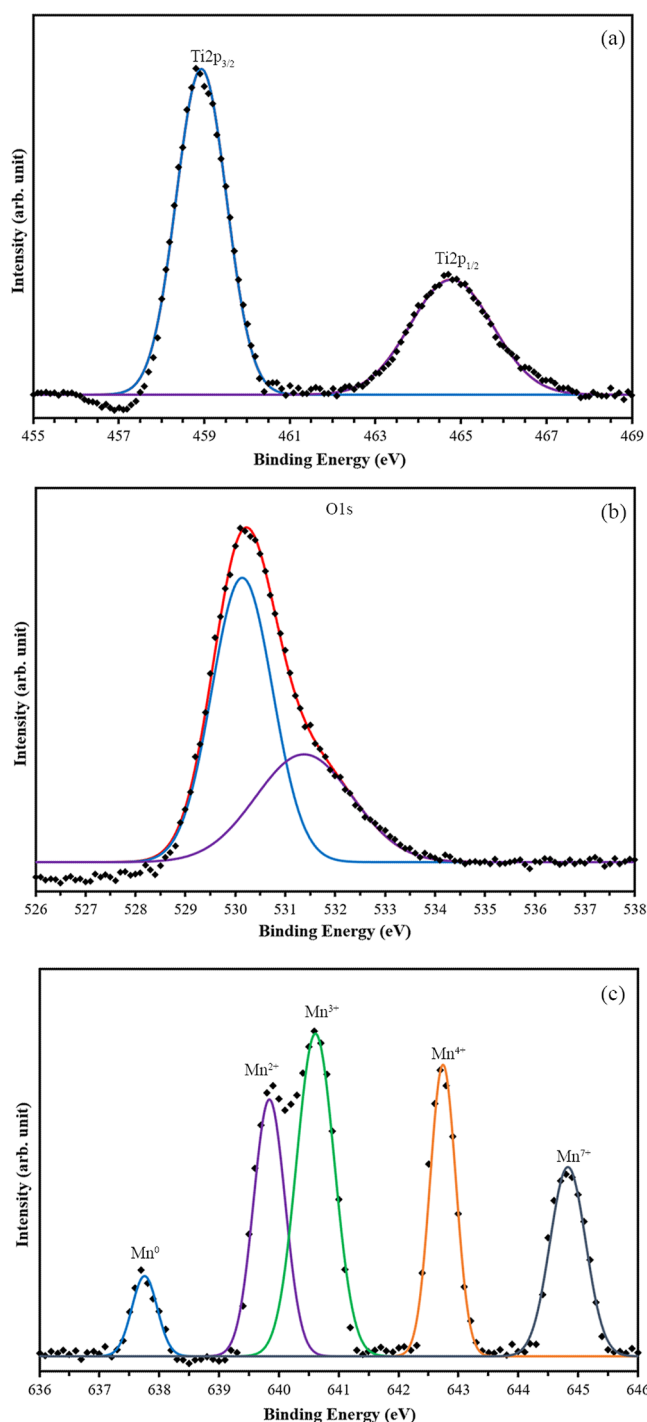 (a)
Ti2p3/2
Ti2p1/2
Intensity (arb. unit)
455 457 459 461 463 465 467 469
Binding Energy (eV)
O1s
(b)
Intensity (arb. unit)
526 527 528 529 530 531 532 533 534 535 536 537 538
Binding Energy (eV)
(c)
Mn3+
Mn2+
Mn4+
Mn7+
Mn0
Intensity (arb. unit)
636 637 638 639 640 641 642 643 644 645 646
Binding Energy (eV)